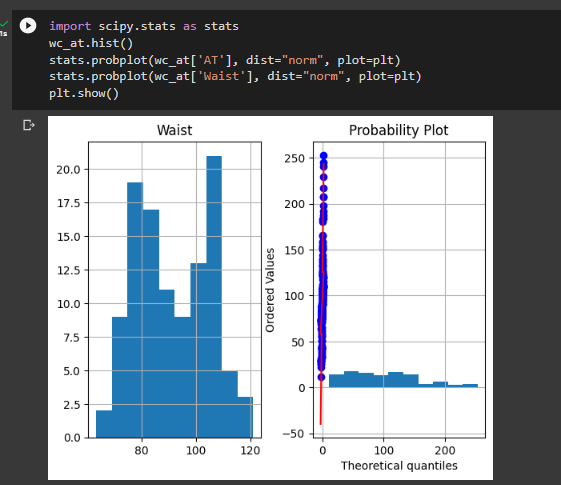 import scipy.stats as stats
1s
wc_at.hist()
stats.probplot(wc_at['AT'], dist="norm", plot=plt)
stats.probplot(wc_at['Waist'], dist="norm", plot=plt)
plt.show()
Waist
20.0
17.5
15.0
12.5
10.0
7.5
5.0
2.5
0.0
80 100 120
Probability Plot
Ordered Values
250
200
150
100
50
0
−50
0 100 200
Theoretical quantiles